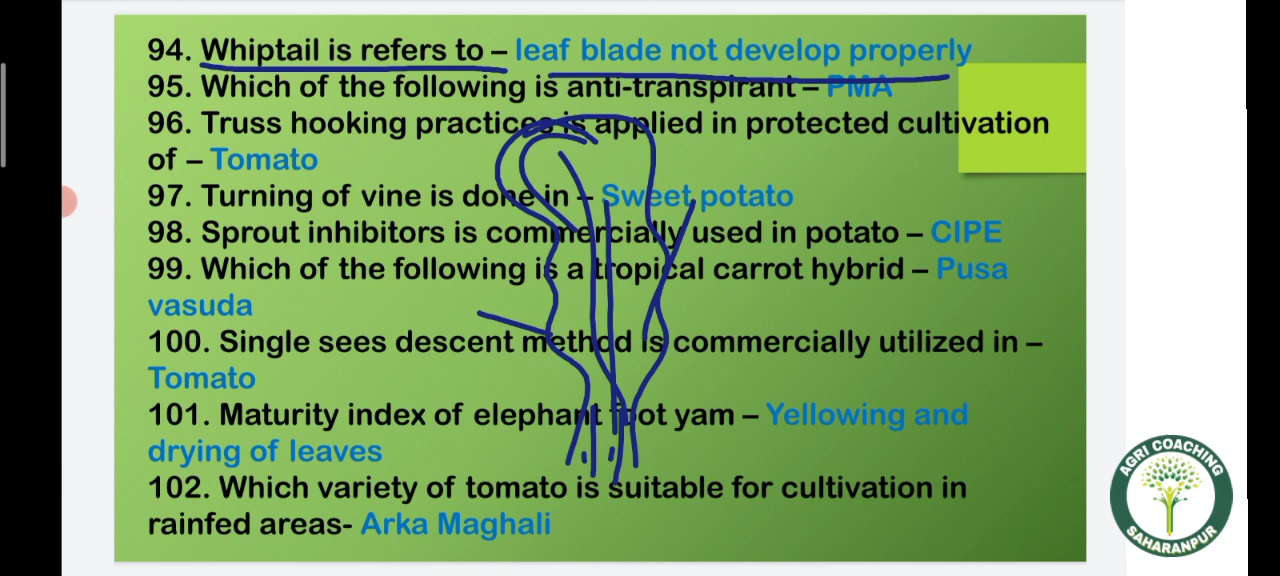 94. Whiptail is refers to – leaf blade not develop properly
95. Which of the following is anti-transpirant – PMA
96. Truss hooking practices is applied in protected cultivation
of – Tomato
97. Turning of vine is done in – Sweet potato
98. Sprout inhibitors is commercially used in potato – CIPE
99. Which of the following is a tropical carrot hybrid – Pusa
vasuda
100. Single sees descent method is commercially utilized in –
Tomato
101. Maturity index of elephant foot yam – Yellowing and
drying of leaves
102. Which variety of tomato is suitable for cultivation in
rainfed areas- Arka Maghali
AGRI COACHING
SAHARANPUR